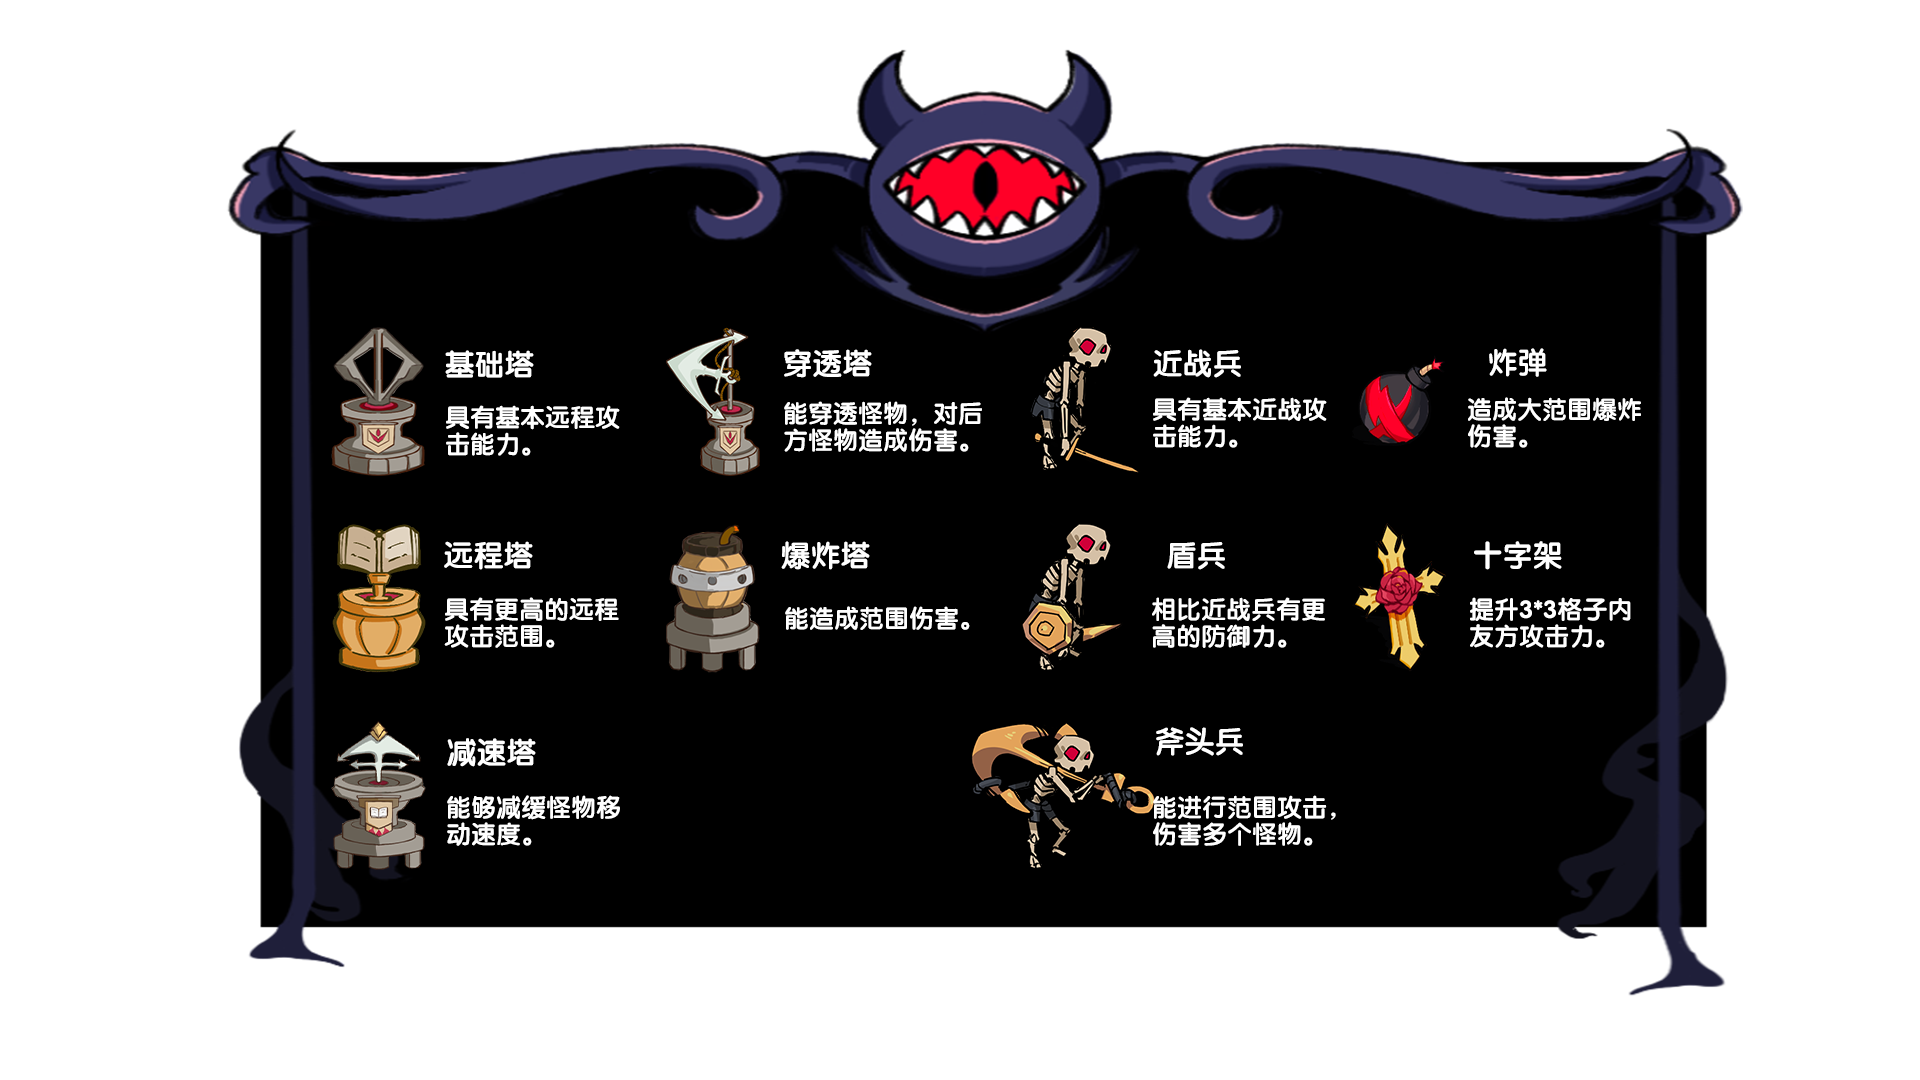 基础塔
具有基本远程攻
击能力。
穿透塔
能穿透怪物，对后
方怪物造成伤害。
近战兵
具有基本近战攻
击能力。
炸弹
造成大范围爆炸
伤害。
远程塔
具有更高的远程
攻击范围。
爆炸塔
能造成范围伤害。
盾兵
相比近战兵有更
高的防御力。
十字架
提升3*3格子内
友方攻击力。
减速塔
能够减缓怪物移
动速度。
斧头兵
能进行范围攻击，
伤害多个怪物。